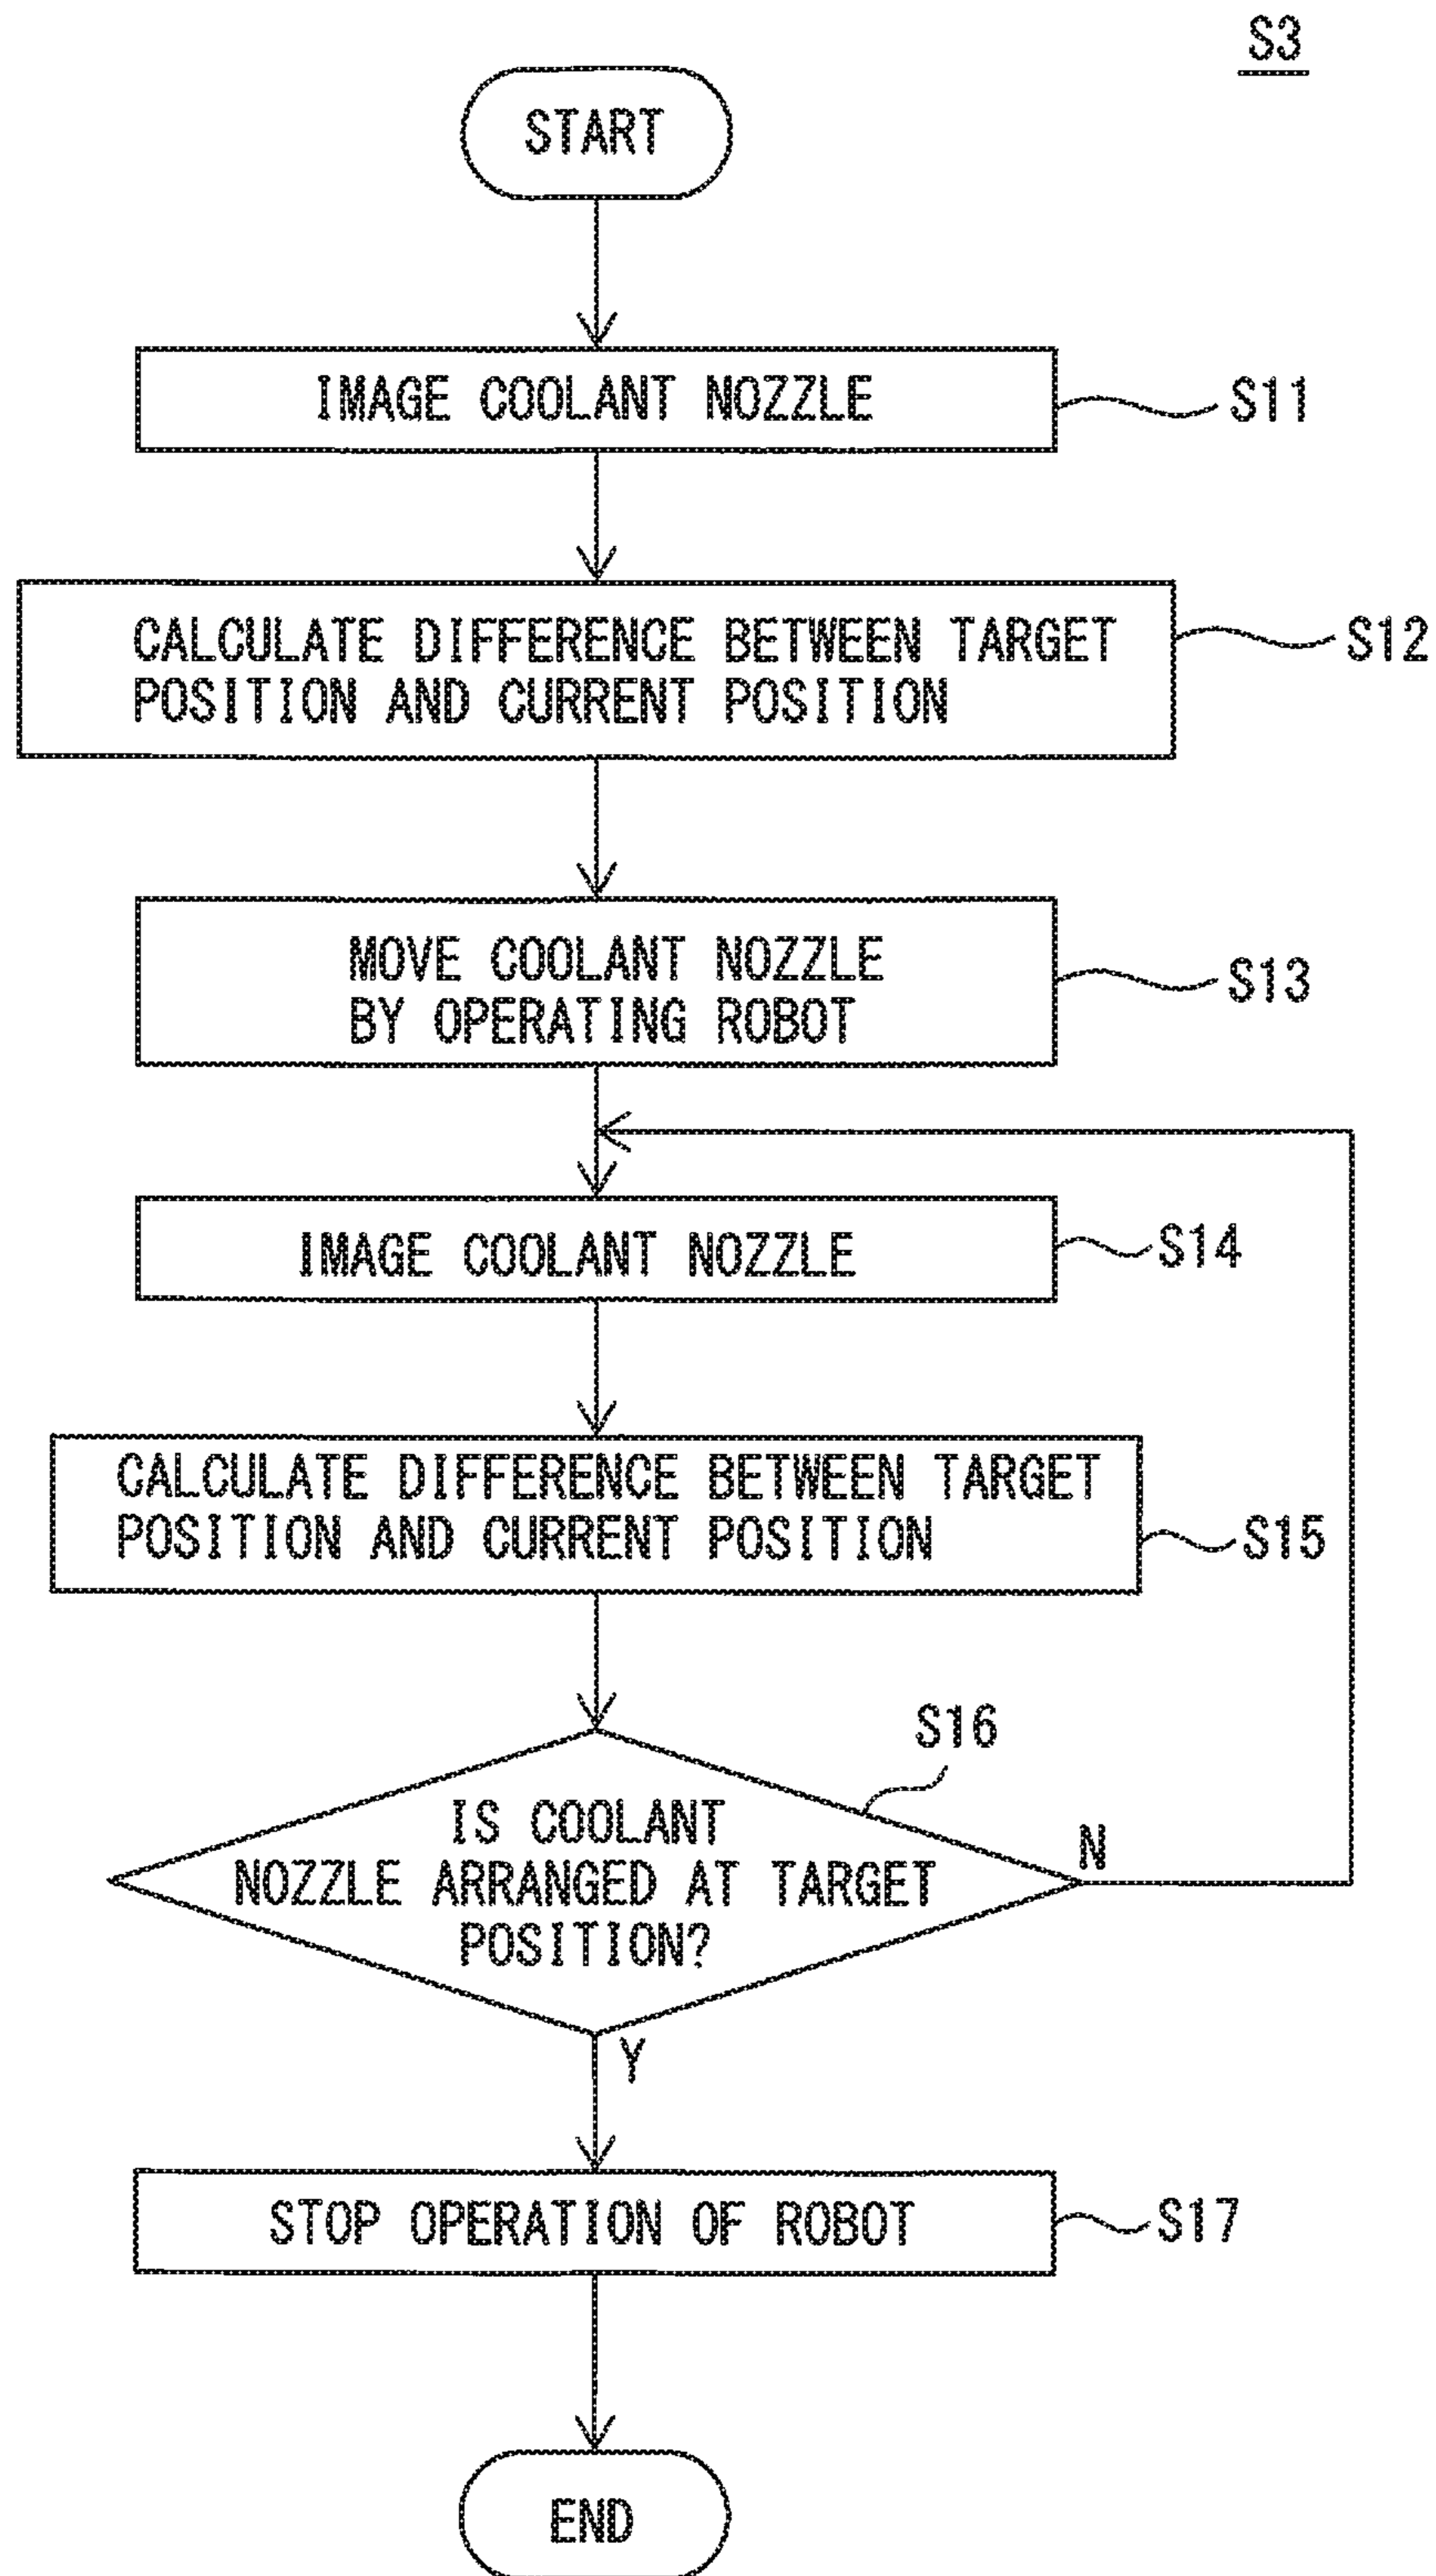 S3
START
IMAGE COOLANT NOZZLE
S11
CALCULATE DIFFERENCE BETWEEN TARGET
POSITION AND CURRENT POSITION
S12
MOVE COOLANT NOZZLE
BY OPERATING ROBOT
S13
IMAGE COOLANT NOZZLE
S14
CALCULATE DIFFERENCE BETWEEN TARGET
POSITION AND CURRENT POSITION
S15
S16
IS COOLANT
NOZZLE ARRANGED AT TARGET
POSITION?
N
Y
STOP OPERATION OF ROBOT
S17
END